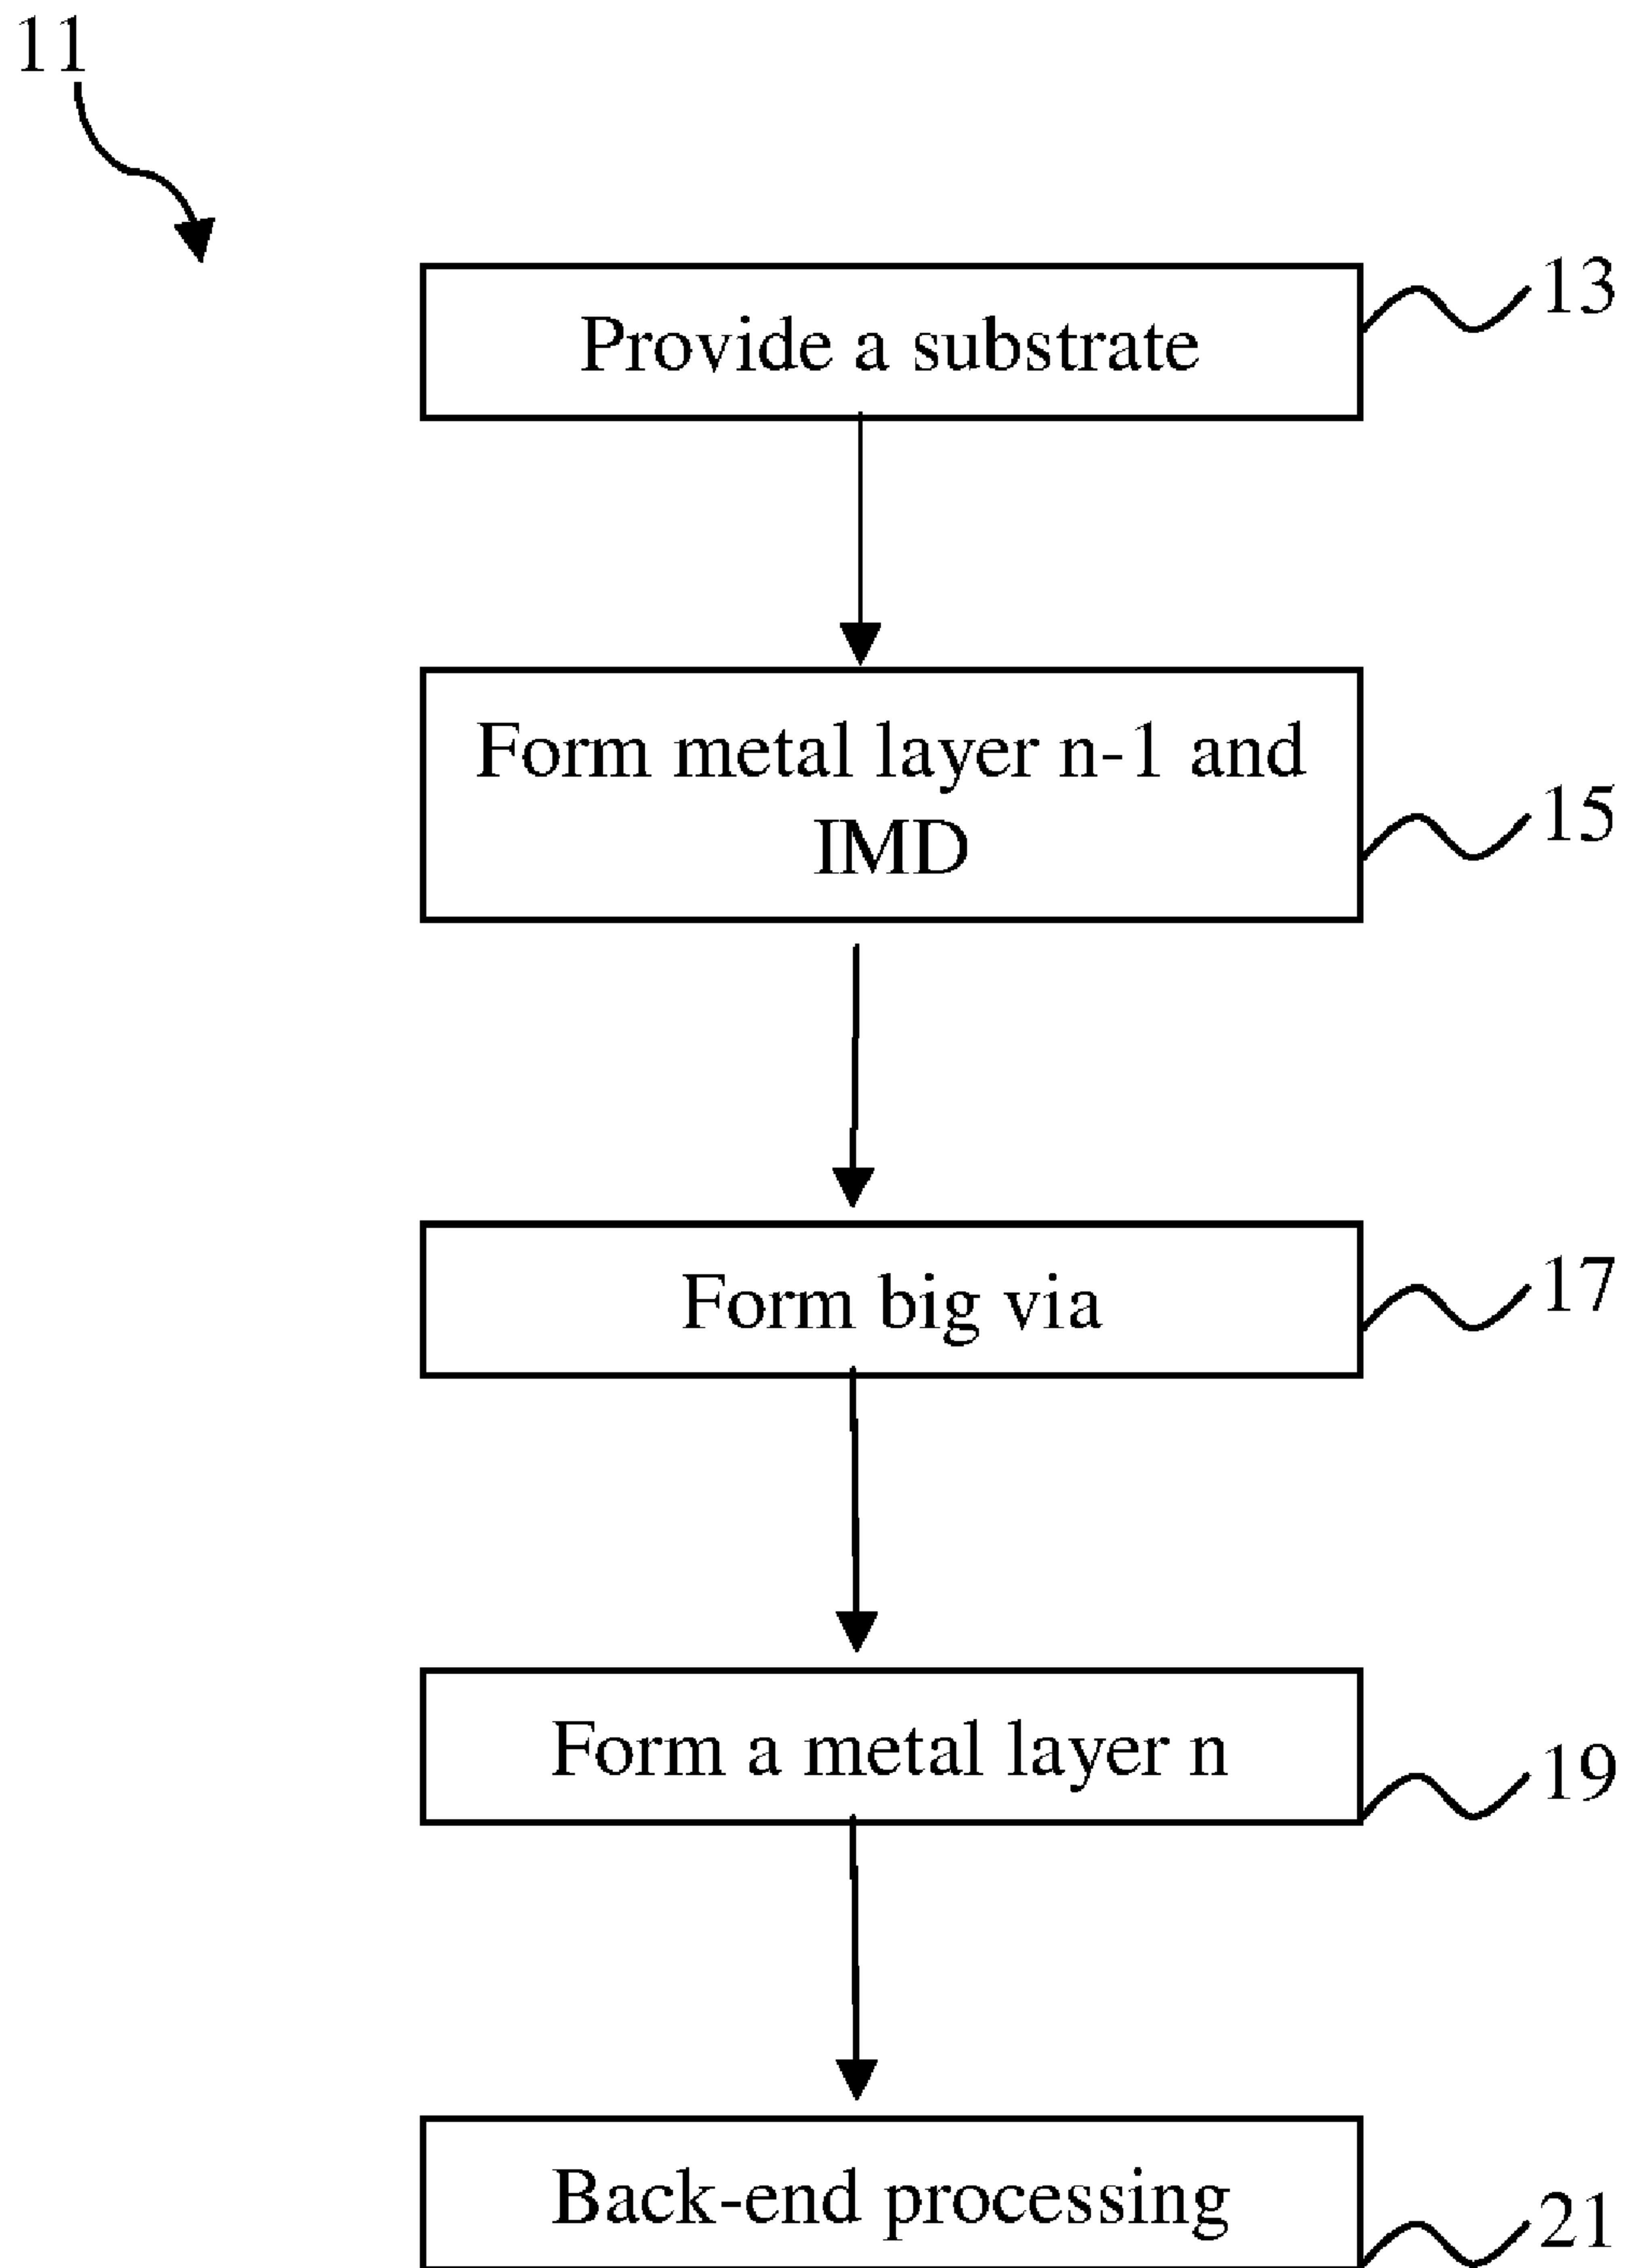 11
Provide a substrate
13
Form metal layer n-1 and
IMD
15
Form big via
17
Form a metal layer n
19
Back-end processing
21